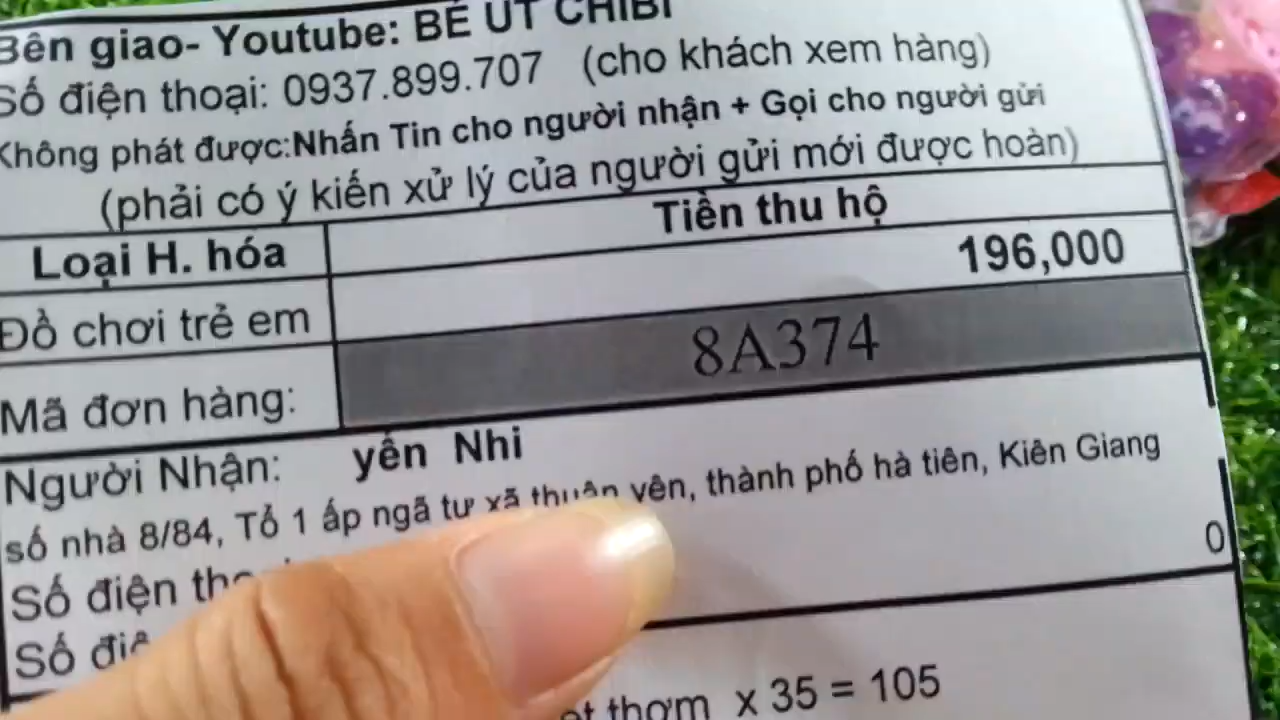 Bên giao- Youtube: BÉ ÚT CHIBI
Số điện thoại: 0937.899.707 (cho khách xem hàng)
Không phát được:Nhấn Tin cho người nhận + Gọi cho người gửi
(phải có ý kiến xử lý của người gửi mới được hoàn)
Loại H. hóa
Tiền thu hộ
Đồ chơi trẻ em
196,000
Mã đơn hàng:
8A374
Người Nhận: yến Nhi
số nhà 8/84, Tổ 1 ấp ngã tư xã thuận yên, thành phố hà tiên, Kiên Giang
Số điện
0
Số
thơm x 35 = 105